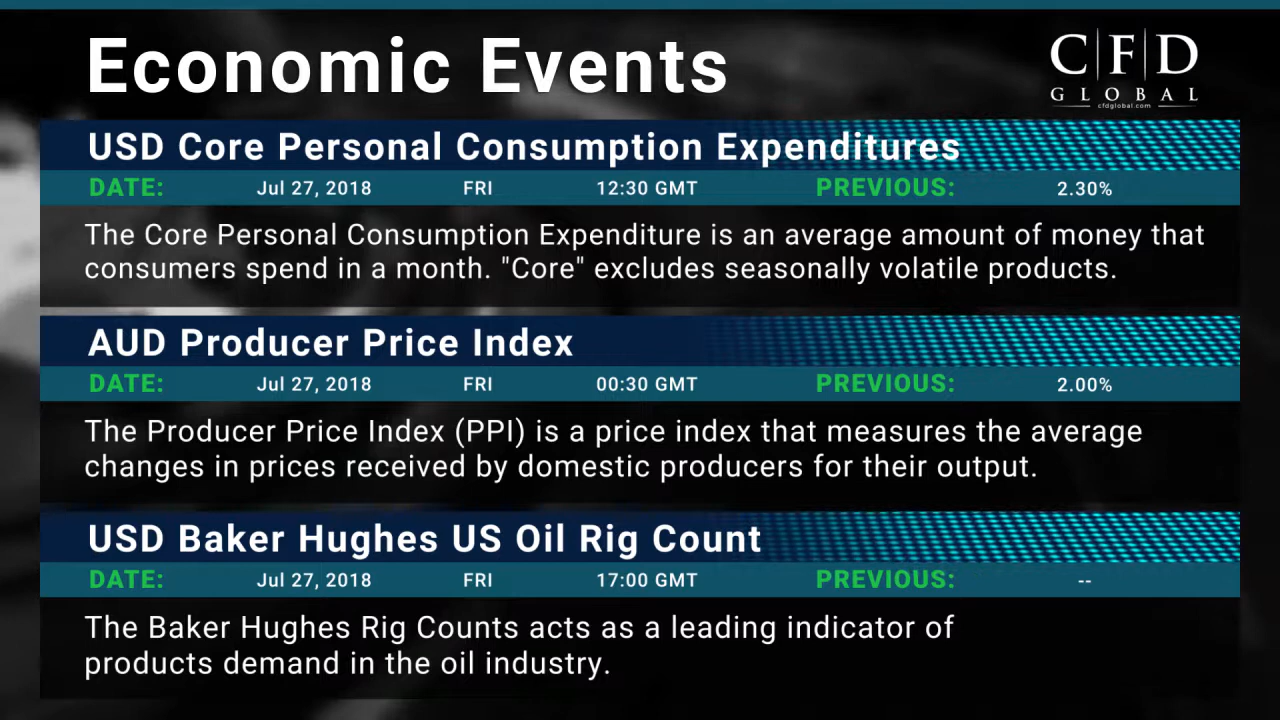 Economic Events
C|F|D
GLOBAL
cfdglobal.com
USD Core Personal Consumption Expenditures
DATE: Jul 27, 2018 FRI 12:30 GMT PREVIOUS: 2.30%
The Core Personal Consumption Expenditure is an average amount of money that
consumers spend in a month. "Core" excludes seasonally volatile products.
AUD Producer Price Index
DATE: Jul 27, 2018 FRI 00:30 GMT PREVIOUS: 2.00%
The Producer Price Index (PPI) is a price index that measures the average
changes in prices received by domestic producers for their output.
USD Baker Hughes US Oil Rig Count
DATE: Jul 27, 2018 FRI 17:00 GMT PREVIOUS: --
The Baker Hughes Rig Counts acts as a leading indicator of
products demand in the oil industry.